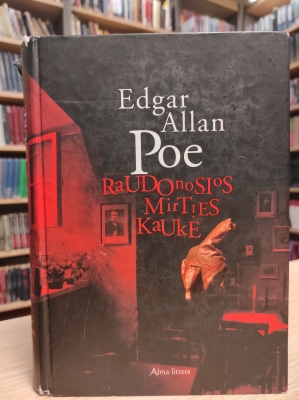 Edgar
Allan
Poe
RaUDOnoSIos
MirTiES
KaUkĖ
Alma littera